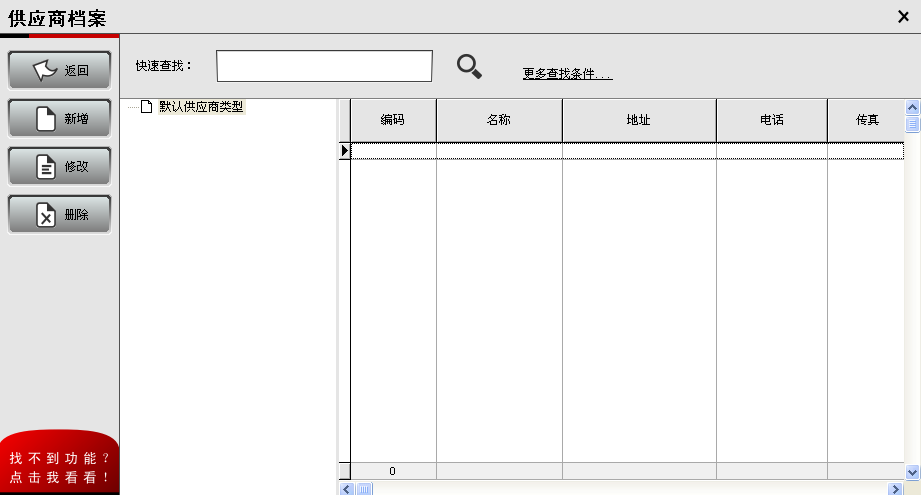 供应商档案
返回
新增
修改
删除
找不到功能？
点击我看看！
快速查找：
更多查找条件...
默认供应商类型
编码 名称 地址 电话 传真
0